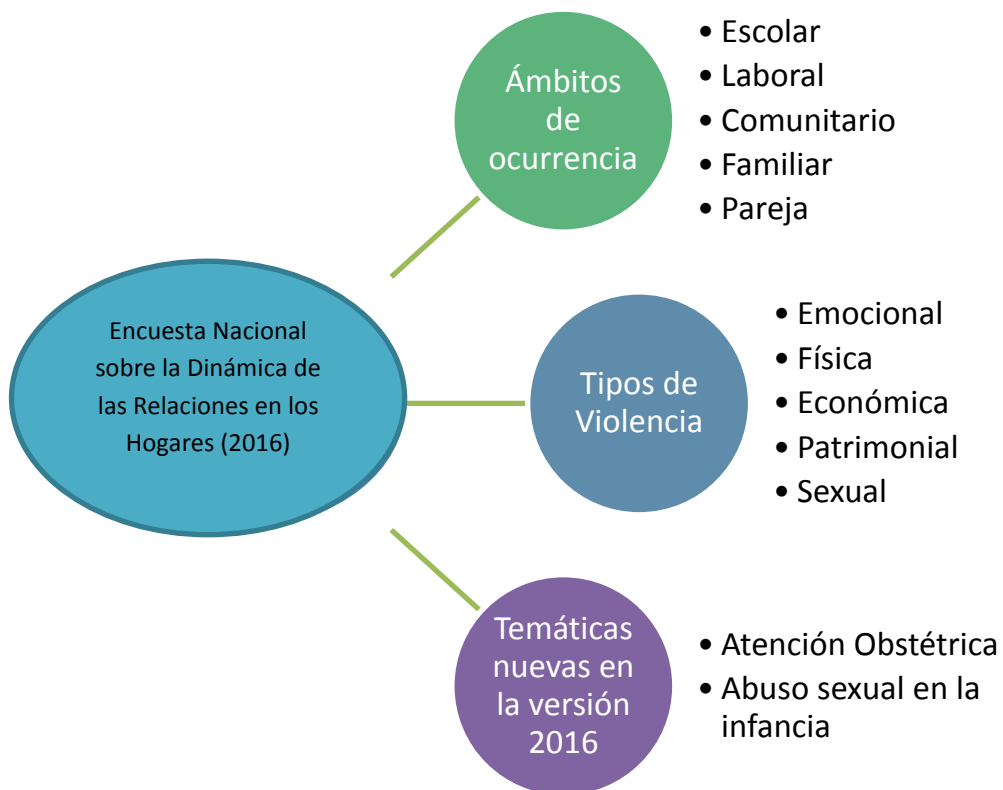 Encuesta Nacional
sobre la Dinámica de
las Relaciones en los
Hogares (2016)
Ámbitos
de
ocurrencia
• Escolar
• Laboral
• Comunitario
• Familiar
• Pareja
Tipos de
Violencia
• Emocional
• Física
• Económica
• Patrimonial
• Sexual
Temáticas
nuevas en
la versión
2016
• Atención Obstétrica
• Abuso sexual en la
infancia